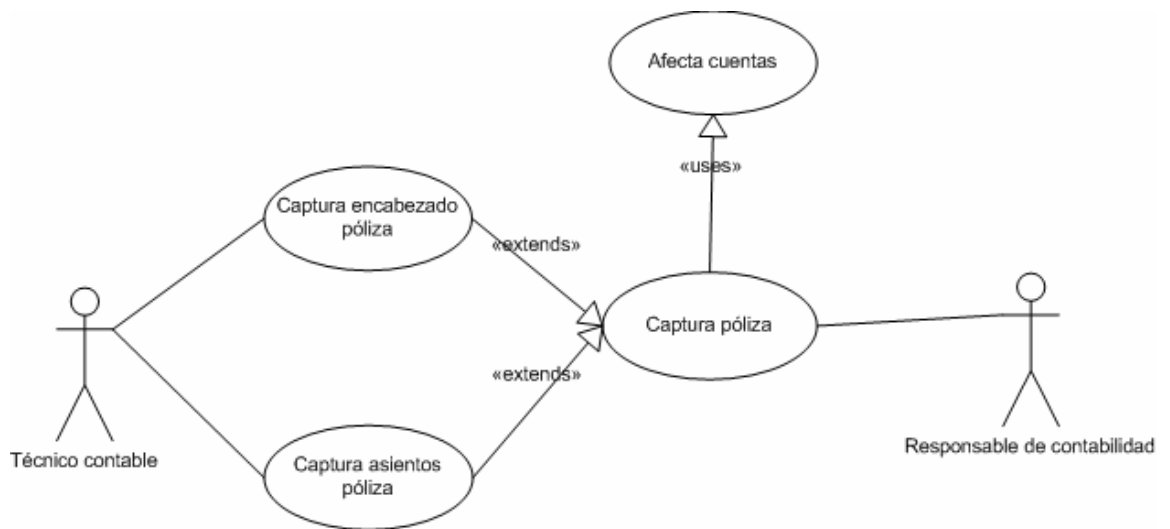 Afecta cuentas
«uses»
Captura encabezado
póliza
«extends»
Captura póliza
«extends»
Captura asientos
póliza
Técnico contable
Responsable de contabilidad